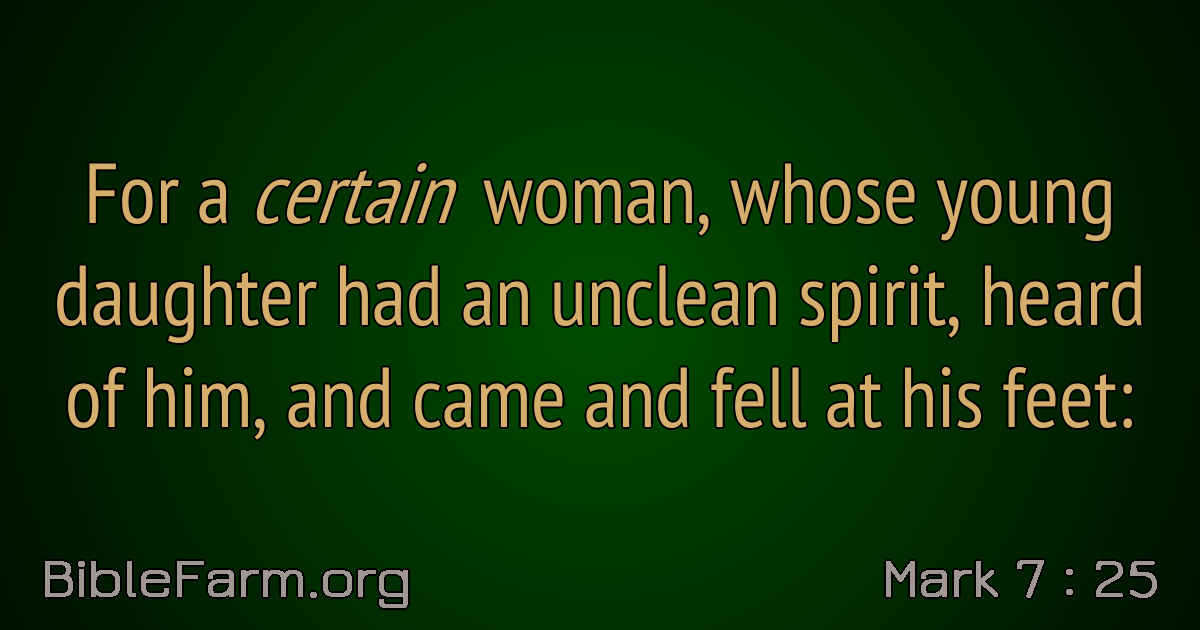 For a certain woman, whose young
daughter had an unclean spirit, heard
of him, and came and fell at his feet:
BibleFarm.org
Mark 7 : 25